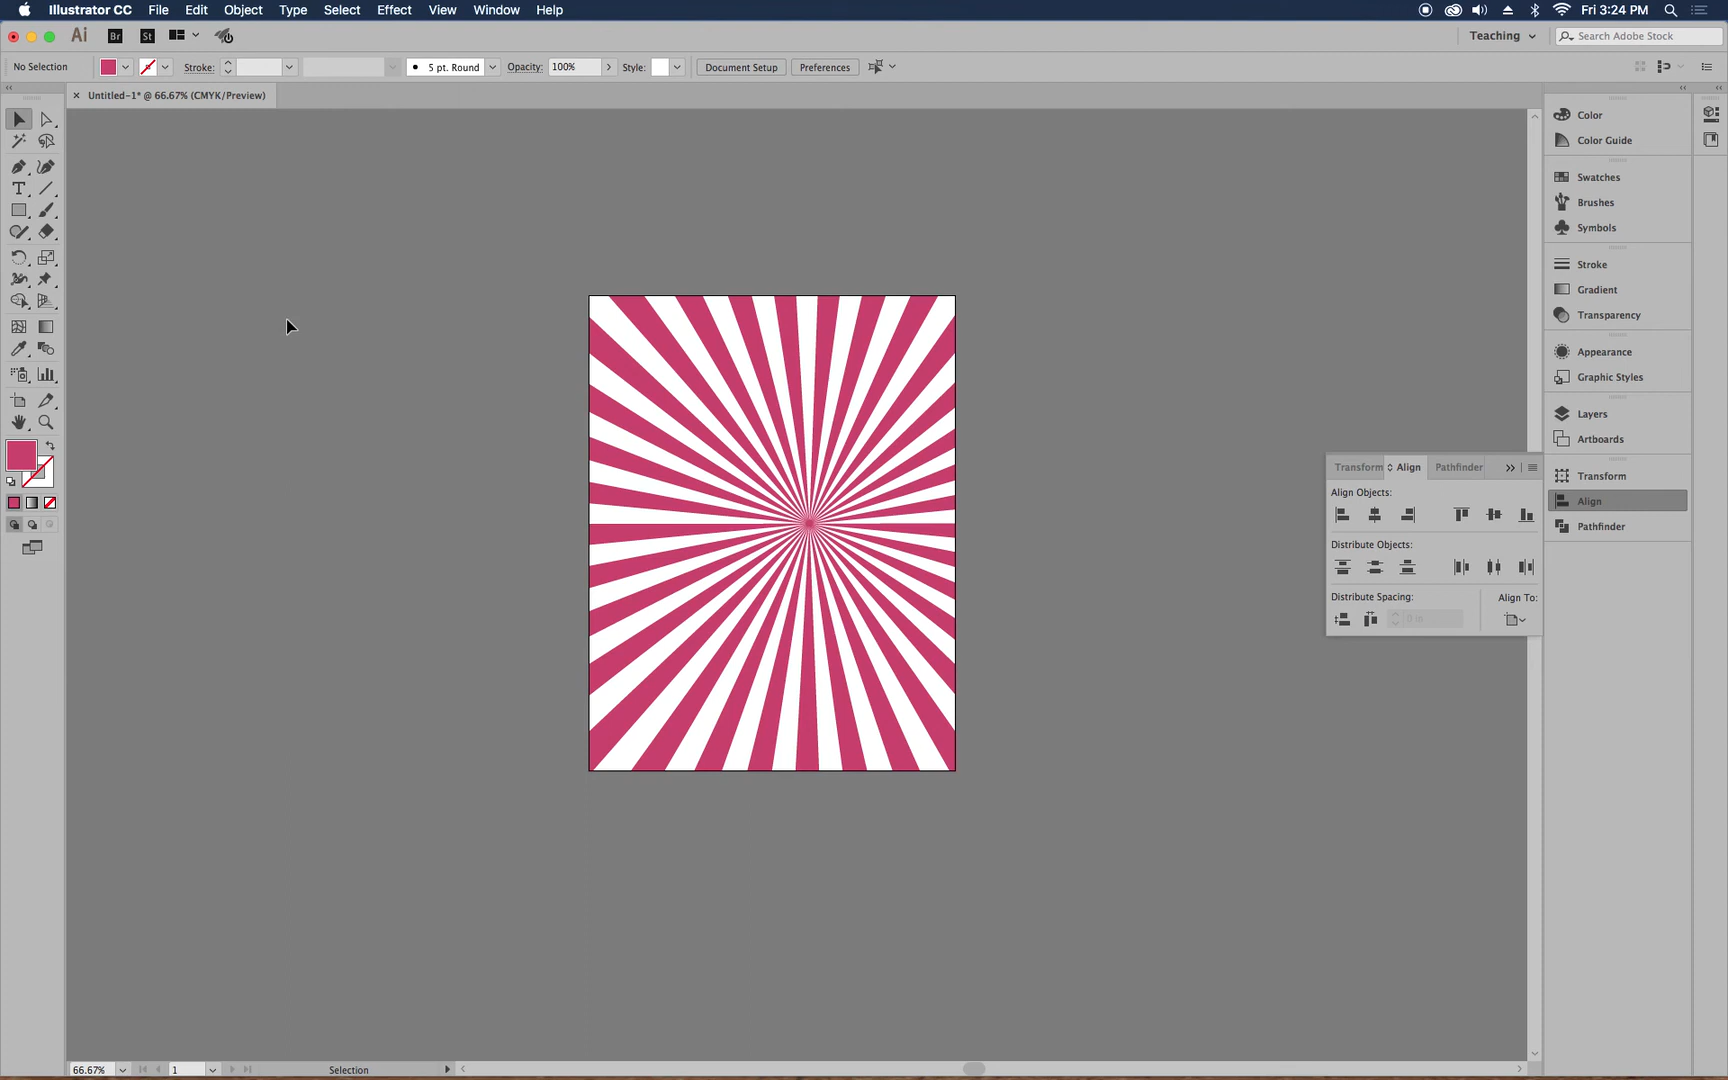 Illustrator CC File Edit Object Type Select Effect View Window Help Fri 3:24 PM
Ai Br St Teaching Search Adobe Stock
No Selection Stroke: 5 pt. Round Opacity: 100% Style: Document Setup Preferences
Untitled-1* @ 66.67% (CMYK/Preview)
Color
Color Guide
Swatches
Brushes
Symbols
Stroke
Gradient
Transparency
Appearance
Graphic Styles
Layers
Artboards
Transform
Align
Pathfinder
Transform Align Pathfinder
Align Objects:
Distribute Objects:
Distribute Spacing: Align To:
66.67% 1 Selection